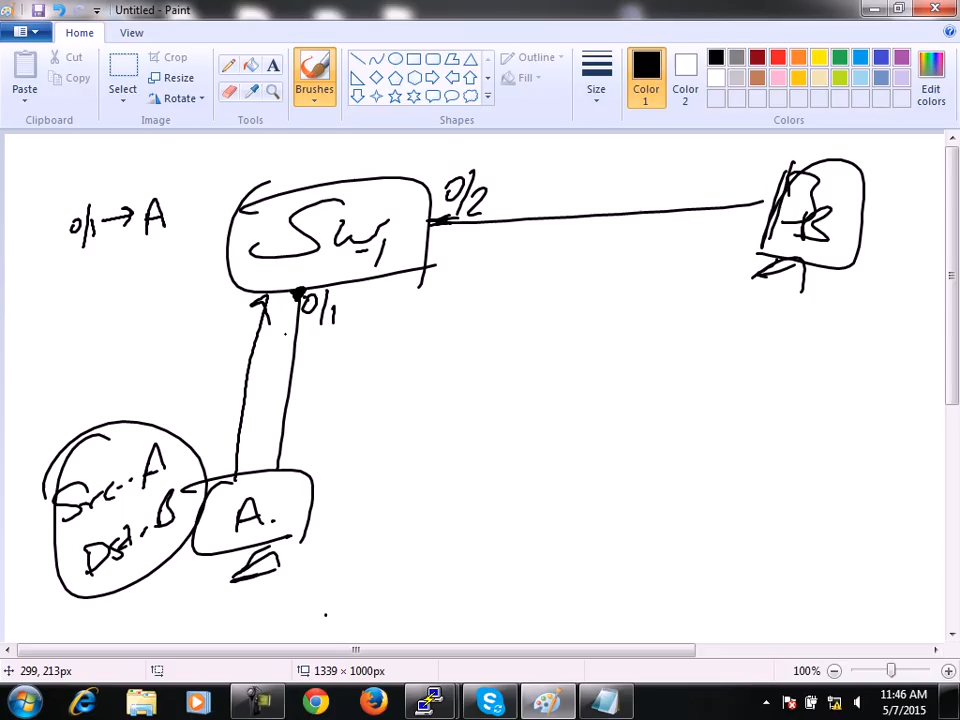 Untitled - Paint
Home
View
Paste
Cut
Copy
Clipboard
Select
Crop
Resize
Rotate
Image
A
Tools
Brushes
Shapes
Outline
Fill
Size
Color 1
Color 2
Colors
Edit colors
0/1 → A
Sw1
0/2
B
0/1
Src.. A
Dst. B
A.
299, 213px
1339 × 1000px
100%
11:46 AM
5/7/2015